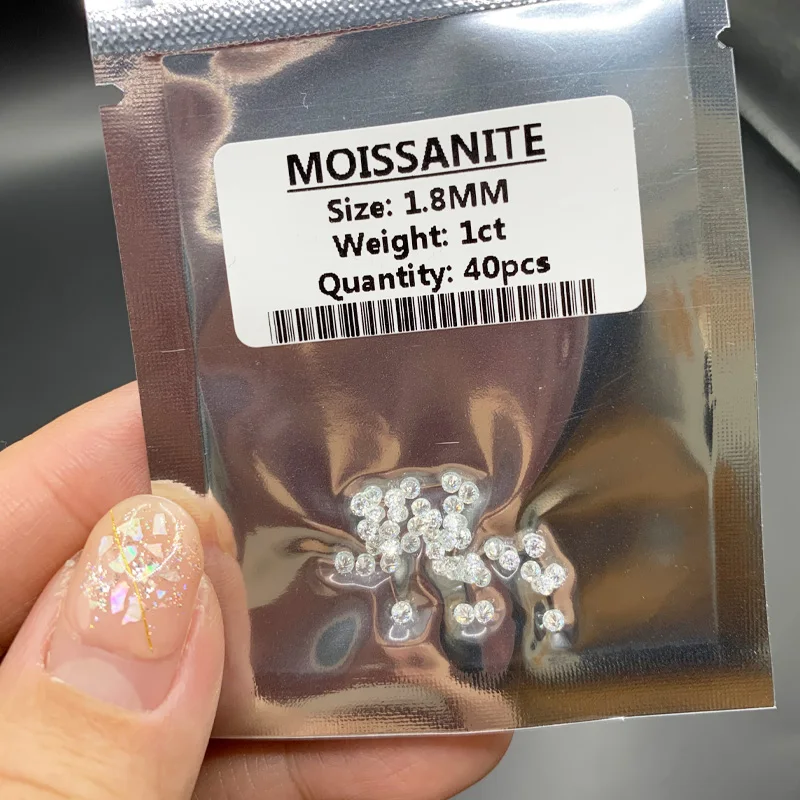 MOISSANITE
Size: 1.8MM
Weight: 1ct
Quantity: 40pcs